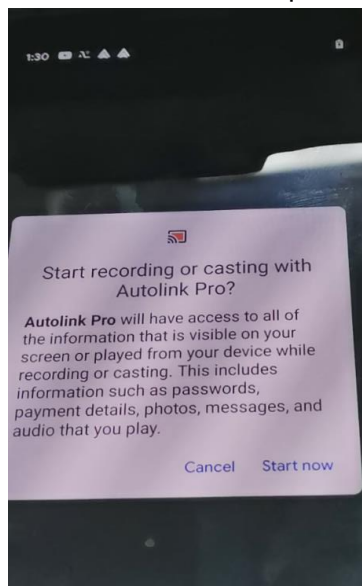 1:30
Start recording or casting with
Autolink Pro?
Autolink Pro will have access to all of
the information that is visible on your
screen or played from your device while
recording or casting. This includes
information such as passwords,
payment details, photos, messages, and
audio that you play.
Cancel Start now